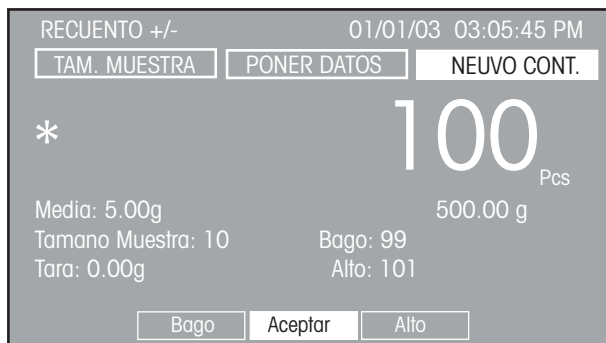 RECUENTO +/- 01/01/03 03:05:45 PM
TAM. MUESTRA PONER DATOS NEUVO CONT.
* 100 Pcs
Media: 5.00g 500.00 g
Tamano Muestra: 10 Bago: 99
Tara: 0.00g Alto: 101
Bago Aceptar Alto